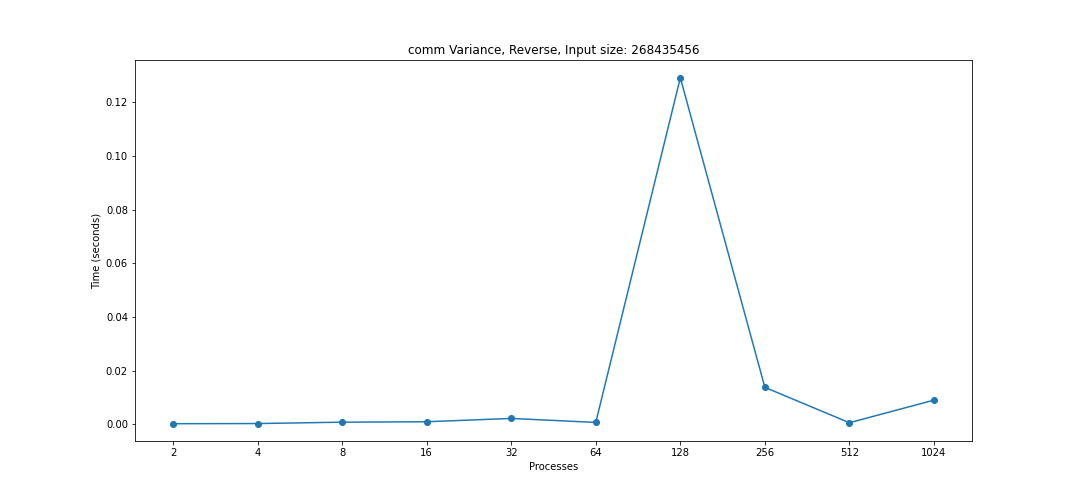 comm Variance, Reverse, Input size: 268435456
Time (seconds)
0.12
0.10
0.08
0.06
0.04
0.02
0.00
2 4 8 16 32 64 128 256 512 1024
Processes